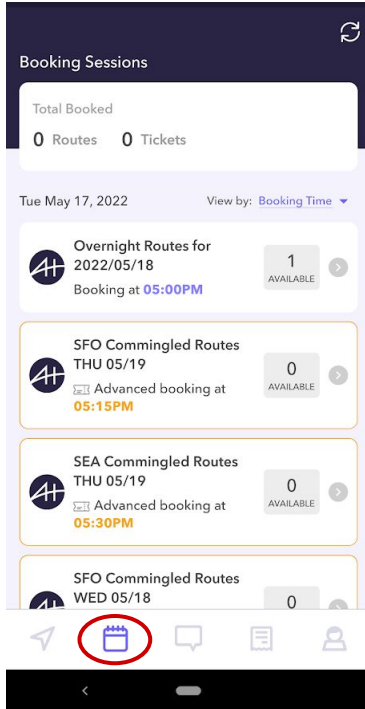 Booking Sessions
Total Booked
0 Routes 0 Tickets
Tue May 17, 2022 View by: Booking Time
Overnight Routes for
2022/05/18
Booking at 05:00PM
1
AVAILABLE
SFO Commingled Routes
THU 05/19
Advanced booking at
05:15PM
0
AVAILABLE
SEA Commingled Routes
THU 05/19
Advanced booking at
05:30PM
0
AVAILABLE
SFO Commingled Routes
WED 05/18
0